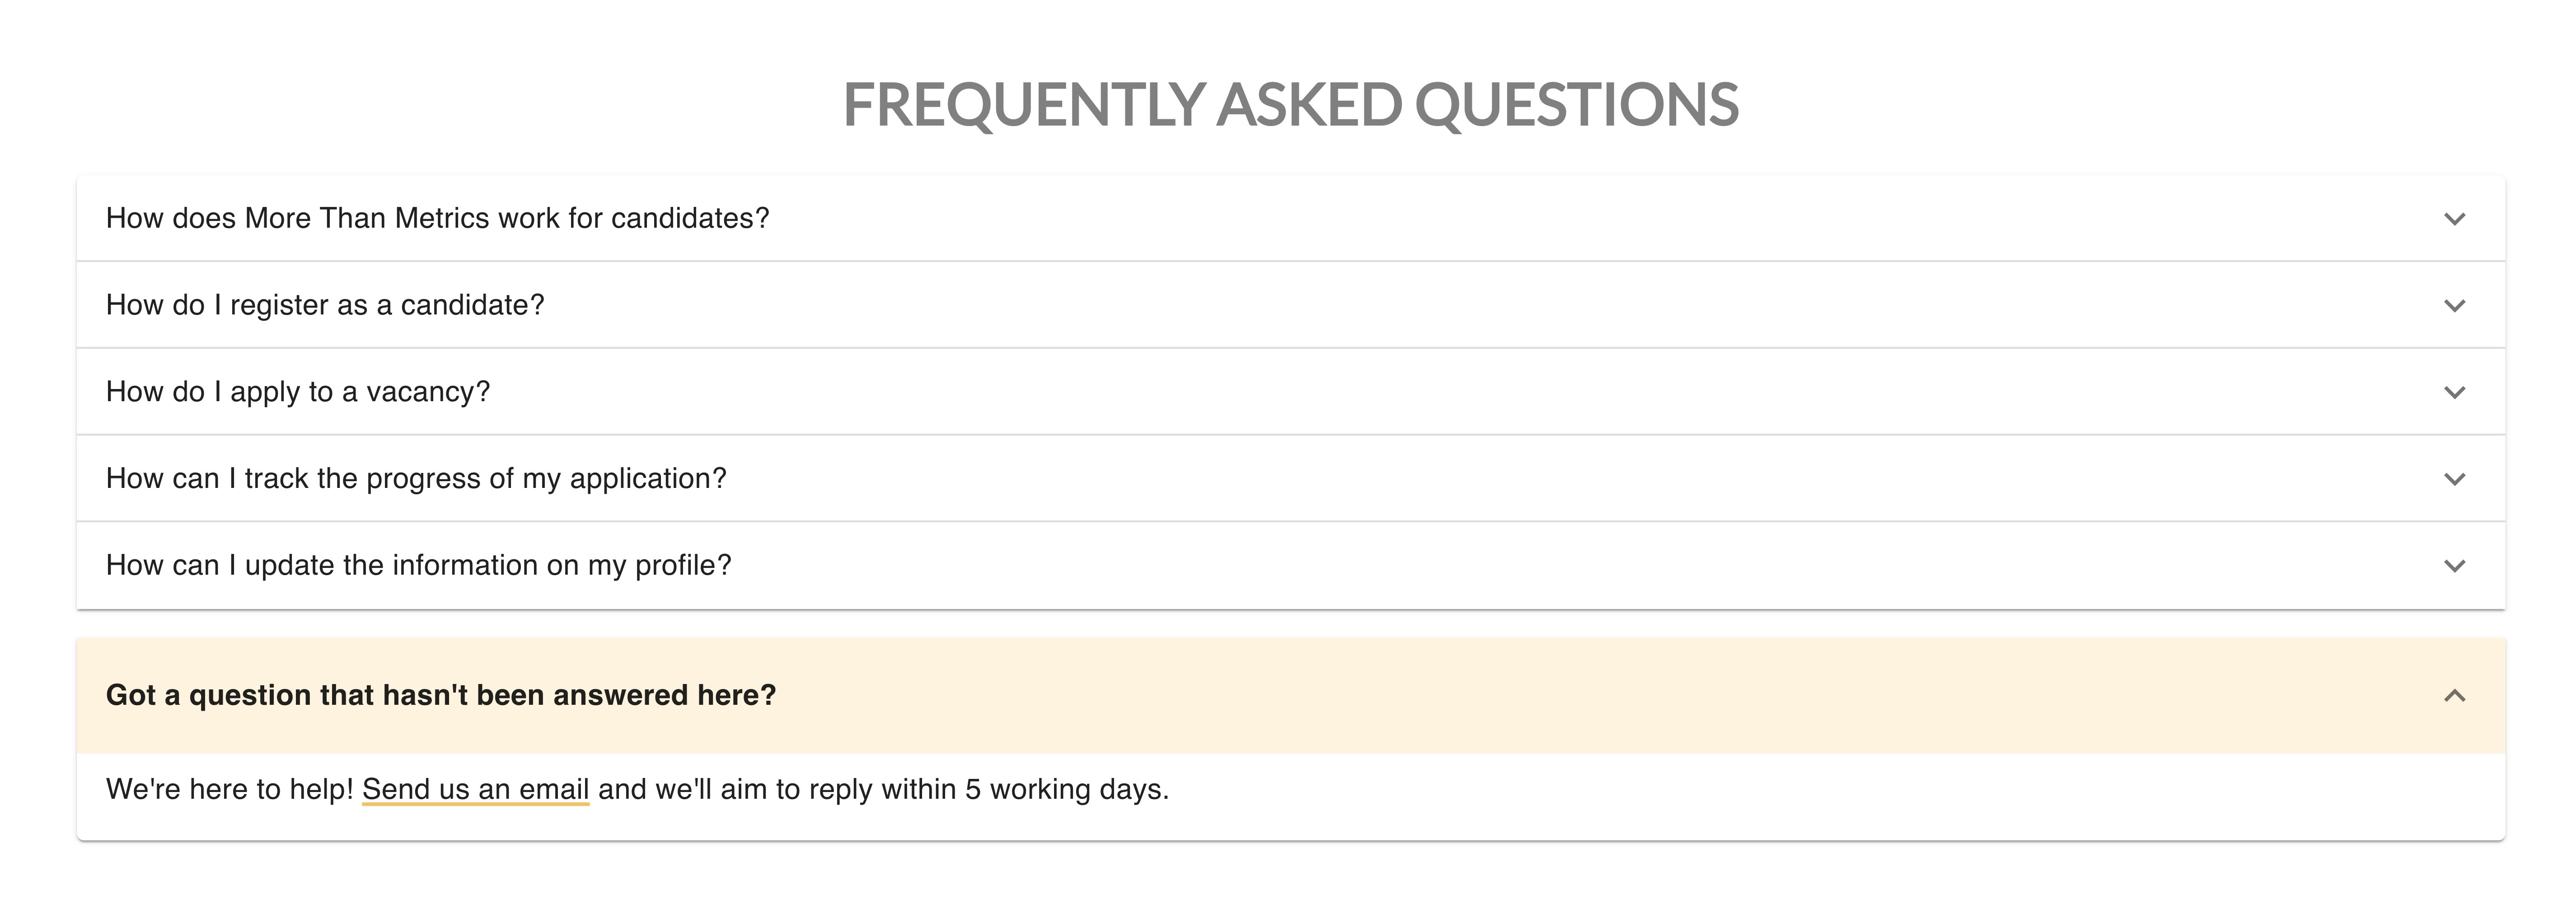 FREQUENTLY ASKED QUESTIONS
How does More Than Metrics work for candidates?
How do I register as a candidate?
How do I apply to a vacancy?
How can I track the progress of my application?
How can I update the information on my profile?
Got a question that hasn't been answered here?
We're here to help! Send us an email and we'll aim to reply within 5 working days.